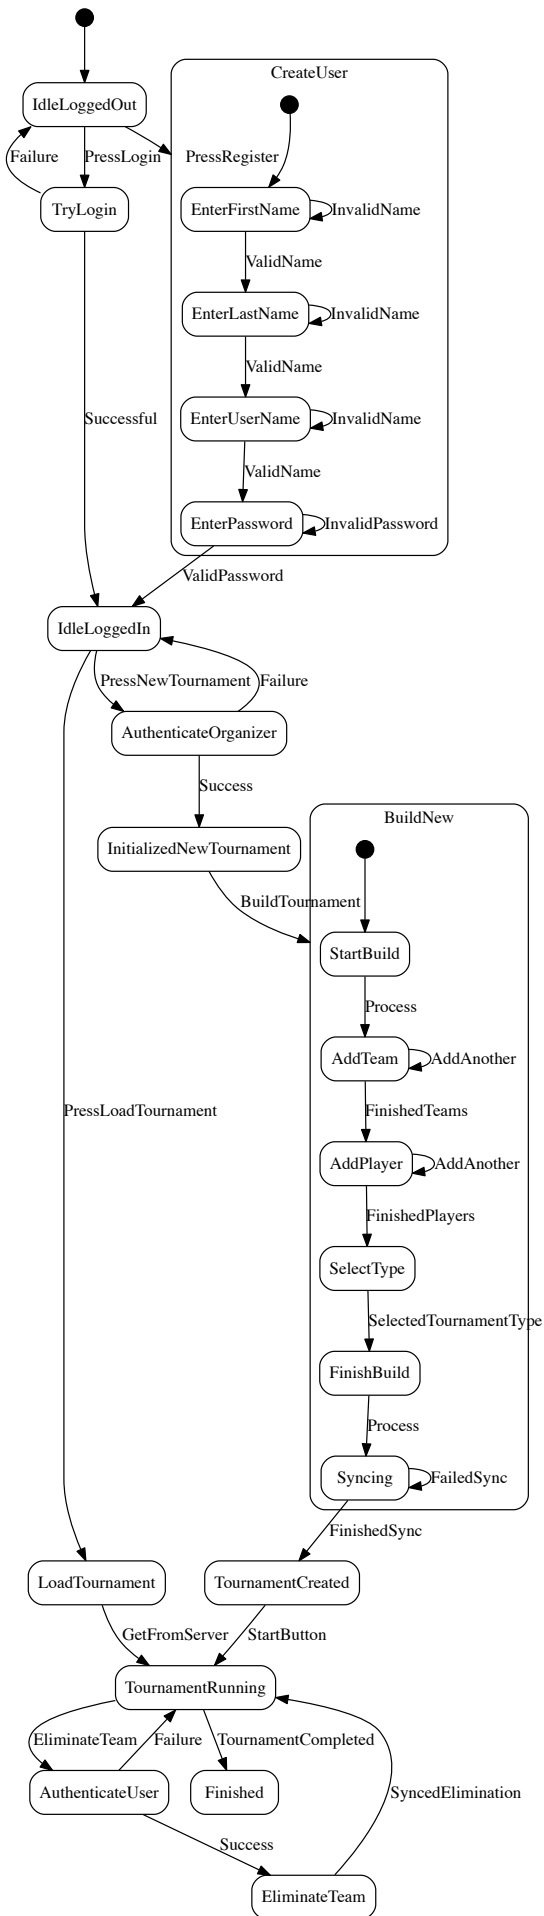 CreateUser
IdleLoggedOut
Failure
PressLogin
PressRegister
TryLogin
EnterFirstName
InvalidName
ValidName
EnterLastName
InvalidName
ValidName
Successful
EnterUserName
InvalidName
ValidName
EnterPassword
InvalidPassword
ValidPassword
IdleLoggedIn
PressNewTournament
Failure
AuthenticateOrganizer
Success
BuildNew
InitializedNewTournament
BuildTournament
StartBuild
Process
AddTeam
AddAnother
PressLoadTournament
FinishedTeams
AddPlayer
AddAnother
FinishedPlayers
SelectType
SelectedTournamentType
FinishBuild
Process
Syncing
FailedSync
FinishedSync
LoadTournament
TournamentCreated
GetFromServer
StartButton
TournamentRunning
EliminateTeam
Failure
TournamentCompleted
AuthenticateUser
Finished
SyncedElimination
Success
EliminateTeam